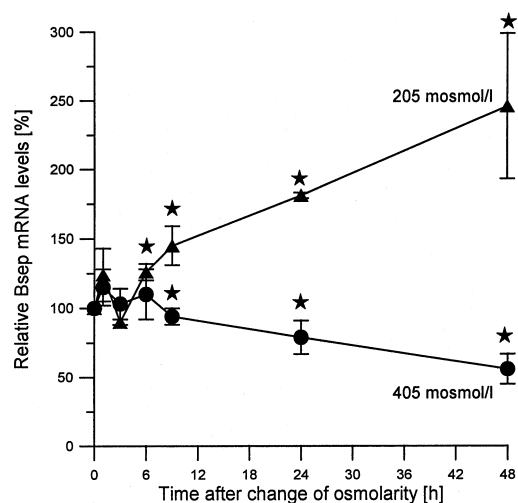 300
250
200
150
100
50
0
Relative Bsep mRNA levels [%]
205 mosmol/l
405 mosmol/l
0 6 12 18 24 30 36 42 48
Time after change of osmolarity [h]